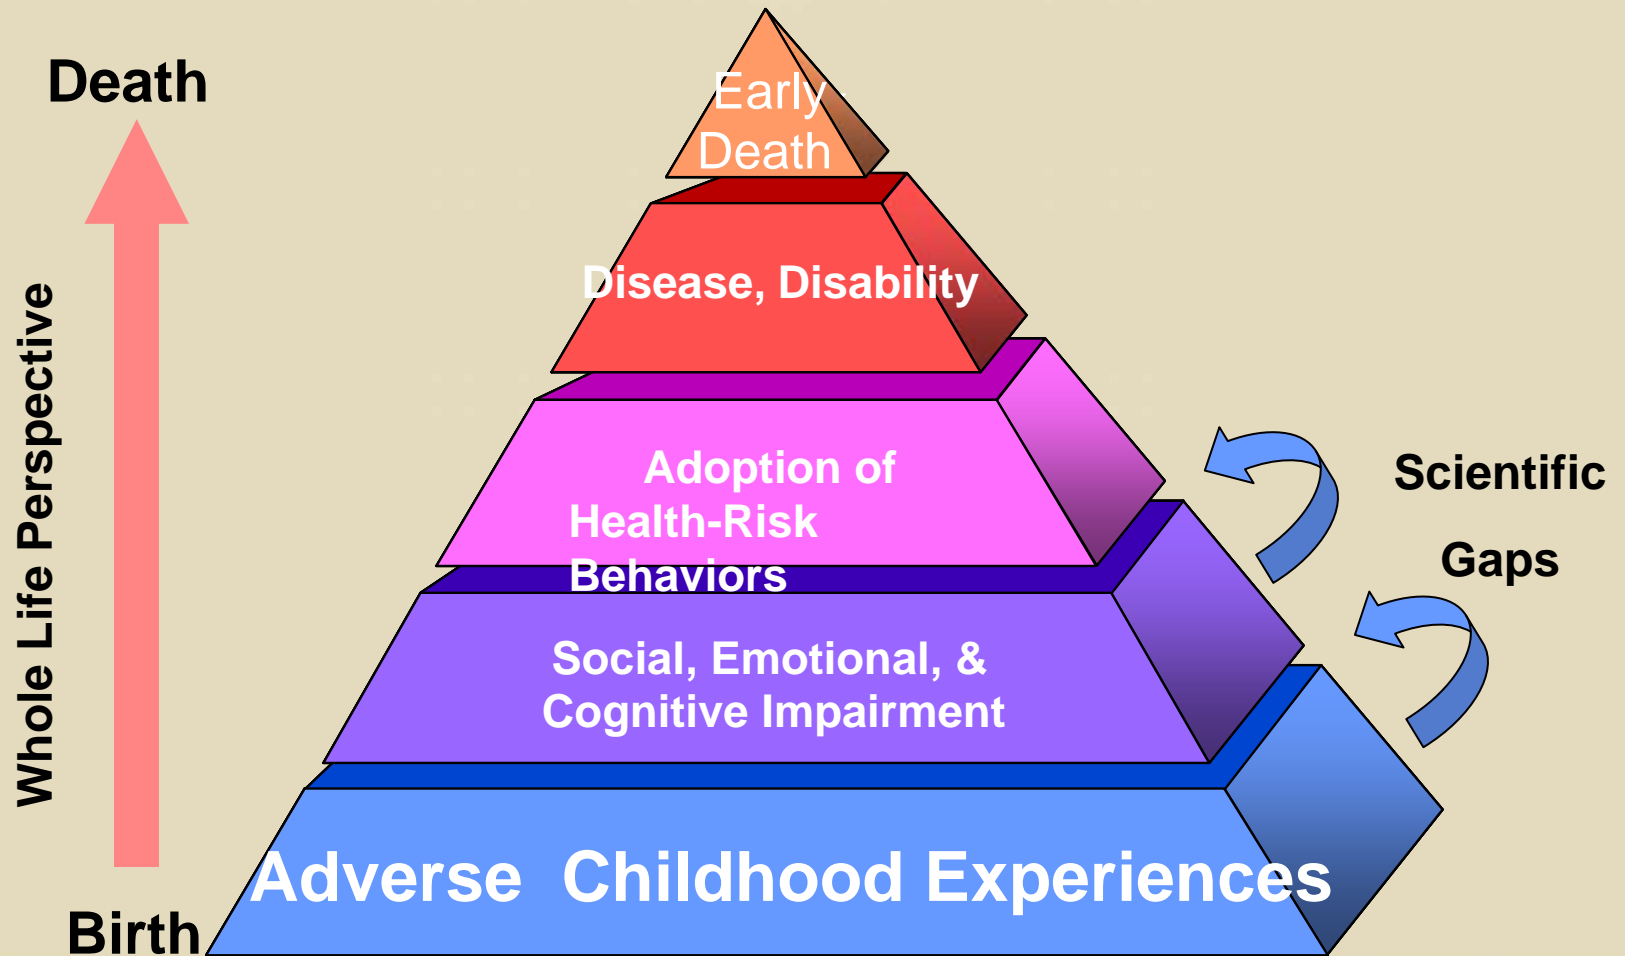 Death
Whole Life Perspective
Birth
Early
Death
Disease, Disability
Adoption of
Health-Risk
Behaviors
Social, Emotional, &
Cognitive Impairment
Adverse Childhood Experiences
Scientific
Gaps